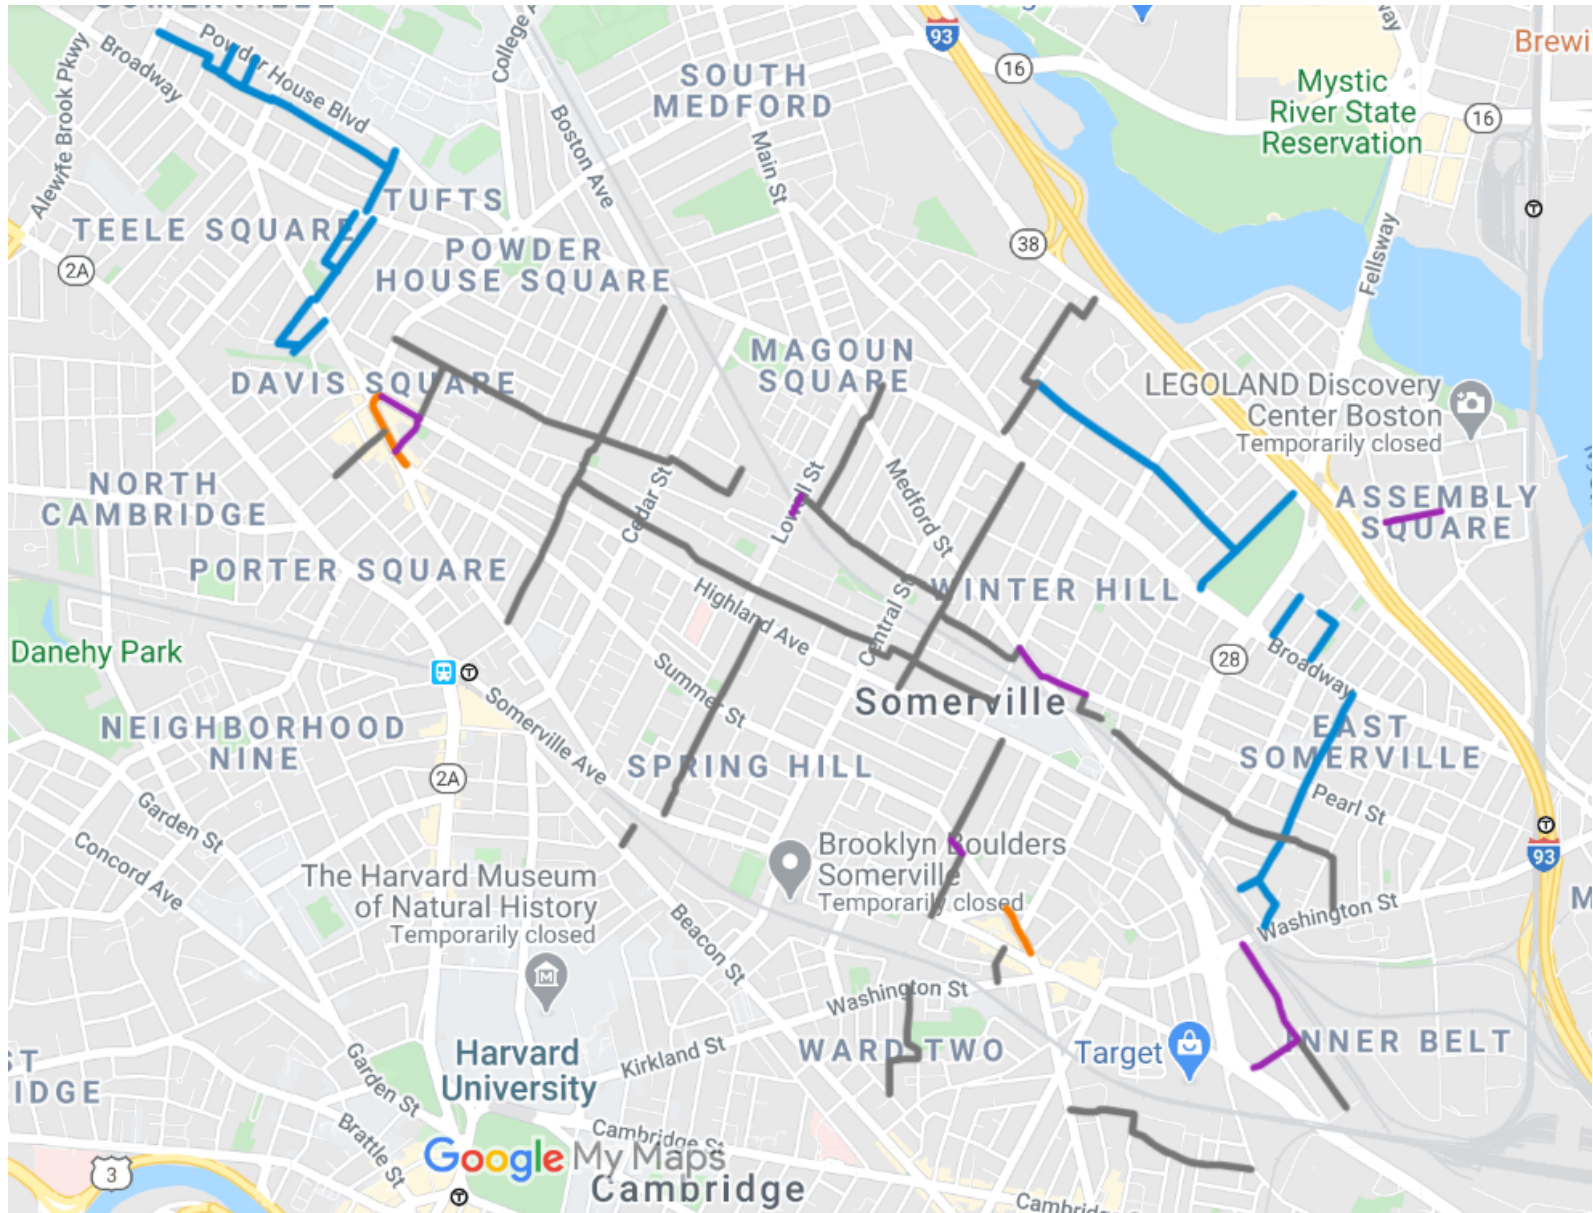 Powder House Blvd
Broadway
Alewife Brook Pkwy
College
Boston Ave
SOUTH
MEDFORD
Main St
93
16
Brewi
Mystic
River State
Reservation
16
TUFTS
TEELE SQUARE
2A
POWDER
HOUSE SQUARE
38
Fellsway
MAGOUN
SQUARE
DAVIS SQUARE
LEGOLAND Discovery
Center Boston
Temporarily closed
NORTH
CAMBRIDGE
Cedar St
Lowell St
Medford St
ASSEMBLY
SQUARE
PORTER SQUARE
Highland Ave
Central St
WINTER HILL
Danehy Park
Summer St
28
Broadway
Somerville
Somerville Ave
NEIGHBORHOOD
NINE
EAST
SOMERVILLE
2A
SPRING HILL
Pearl St
Garden St
Concord Ave
Brooklyn Boulders
Somerville
Temporarily closed
93
The Harvard Museum
of Natural History
Temporarily closed
Beacon St
Washington St
Washington St
WARD TWO
Target
INNER BELT
Harvard
University
Kirkland St
Garden St
IDGE
Brattle St
Cambridge St
Google My Maps
3
Cambridge
Cambridge